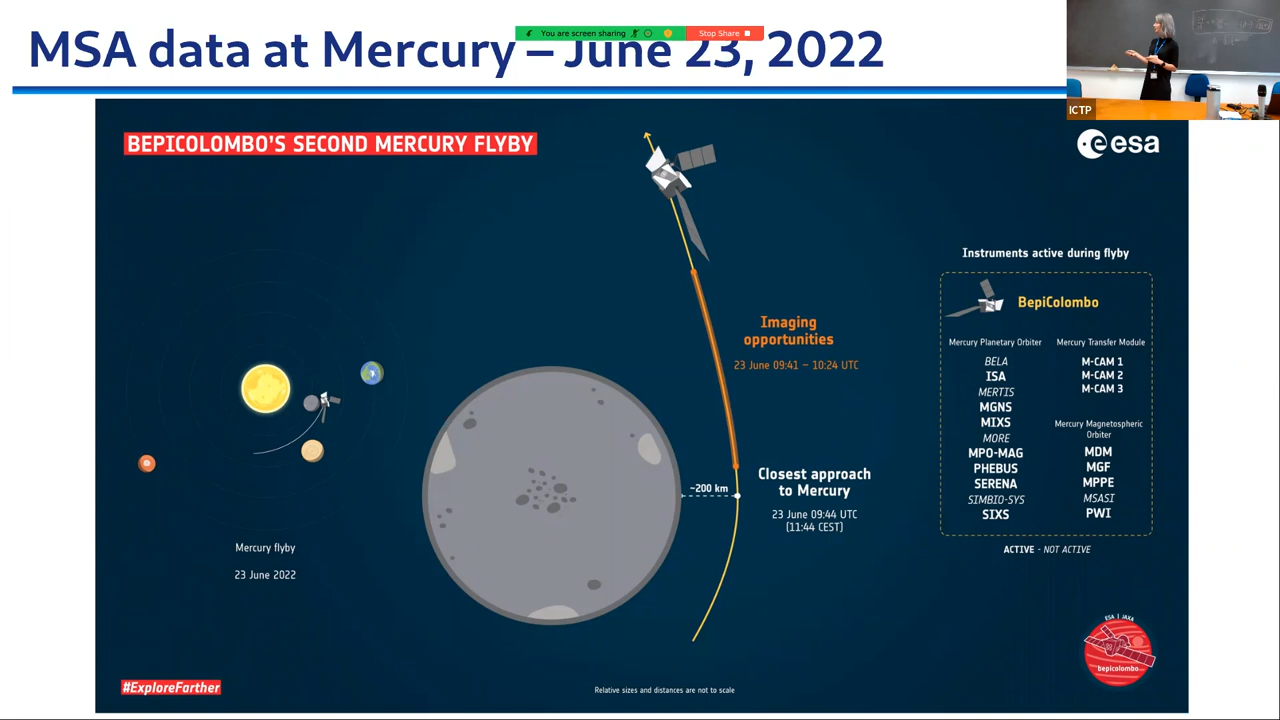 MSA data at Mercury – June 23, 2022
You are screen sharing
Stop Share
ICTP
BEPICOLOMBO'S SECOND MERCURY FLYBY
esa
Instruments active during flyby
BepiColombo
Mercury Planetary Orbiter
BELA
ISA
MERTIS
MGNS
MIXS
MORE
MPO-MAG
PHEBUS
SERENA
SIMBIO-SYS
SIXS
Mercury Transfer Module
M-CAM 1
M-CAM 2
M-CAM 3
Mercury Magnetospheric
Orbiter
MDM
MGF
MPPE
MSASI
PWI
ACTIVE - NOT ACTIVE
Imaging
opportunities
23 June 09:41 – 10:24 UTC
~200 km
Closest approach
to Mercury
23 June 09:44 UTC
(11:44 CEST)
Mercury flyby
23 June 2022
#ExploreFarther
Relative sizes and distances are not to scale
ESA | JAXA
bepicolombo